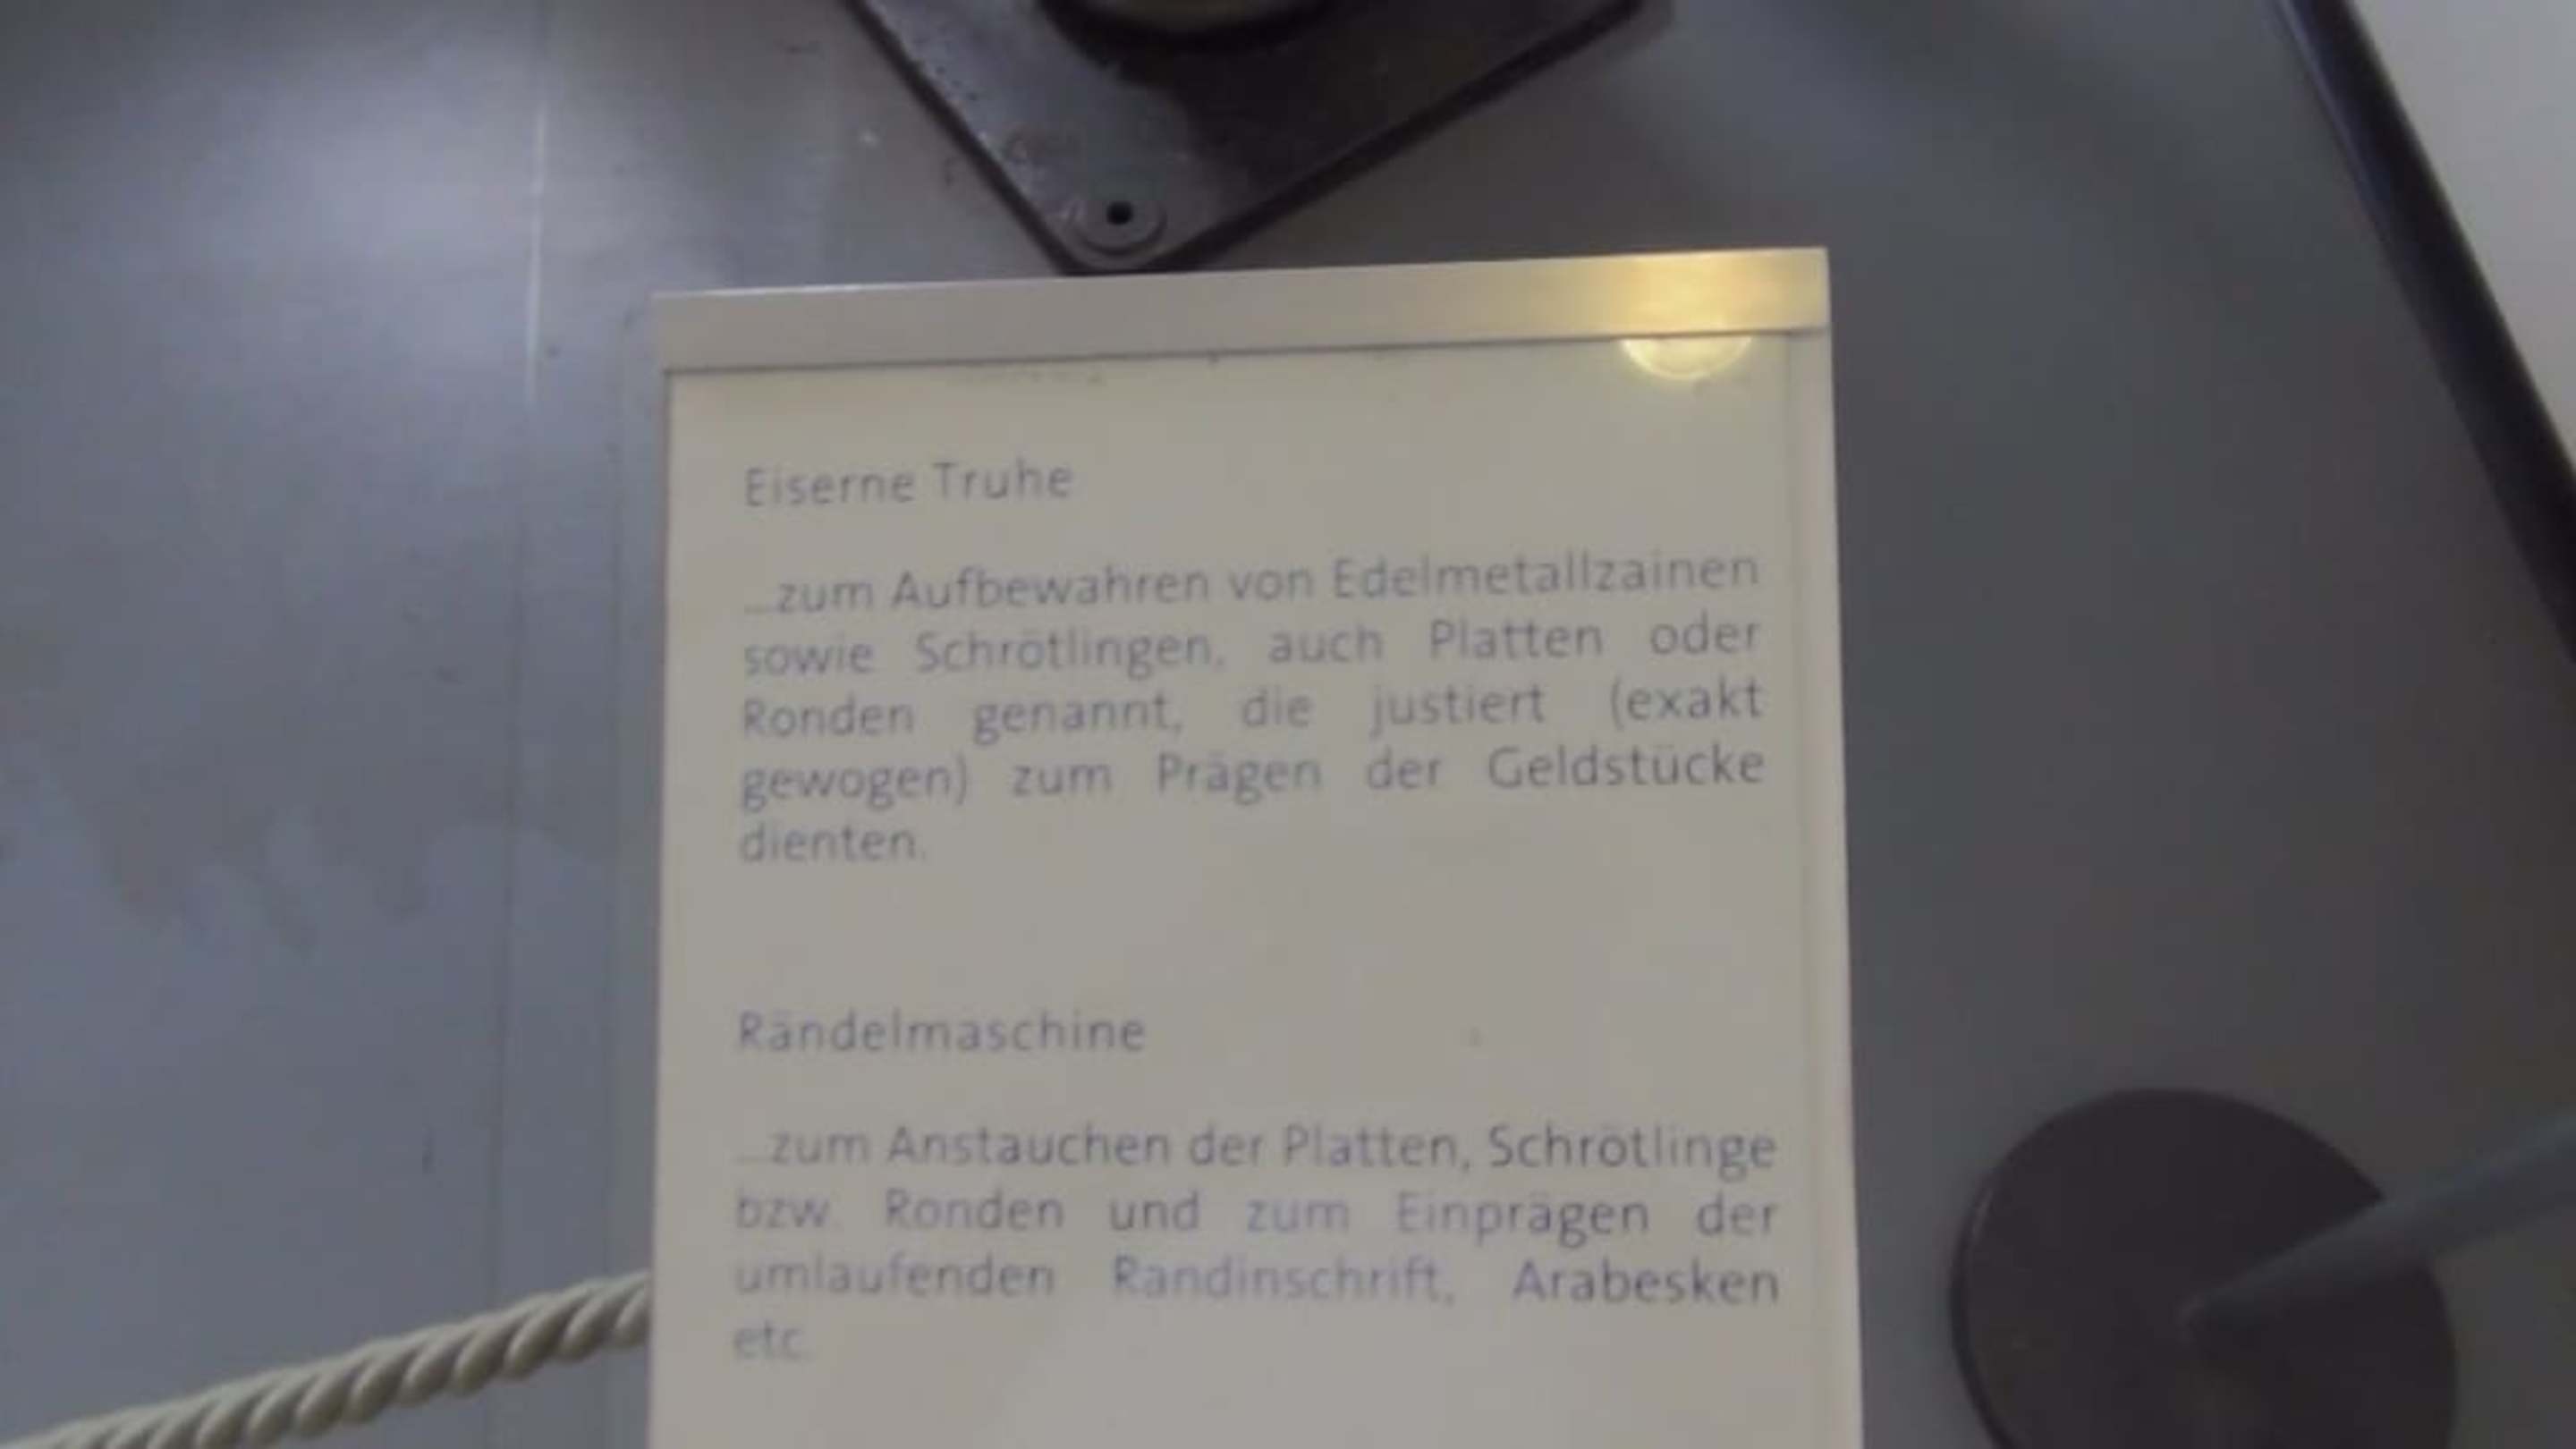 Eiserne Truhe
...zum Aufbewahren von Edelmetallzainen
sowie Schrötlingen, auch Platten oder
Ronden genannt, die justiert (exakt
gewogen) zum Prägen der Geldstücke
dienten.
Rändelmaschine
...zum Anstauchen der Platten, Schrötlinge
bzw. Ronden und zum Einprägen der
umlaufenden Randinschrift, Arabesken
etc.